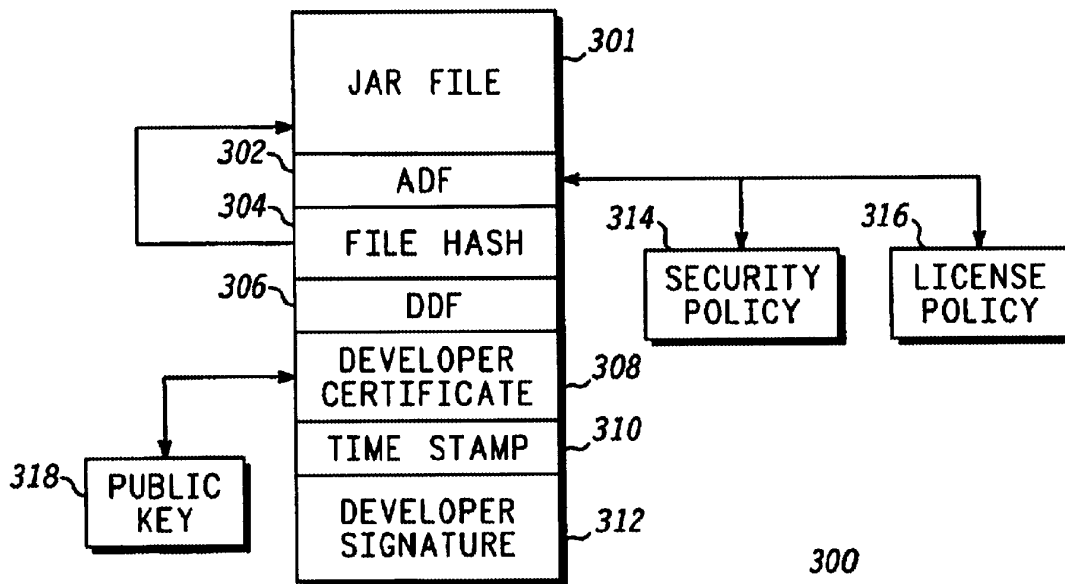 301
JAR FILE
302
ADF
304
FILE HASH
314
SECURITY
POLICY
316
LICENSE
POLICY
306
DDF
DEVELOPER
CERTIFICATE
308
TIME STAMP
310
318
PUBLIC
KEY
DEVELOPER
SIGNATURE
312
300